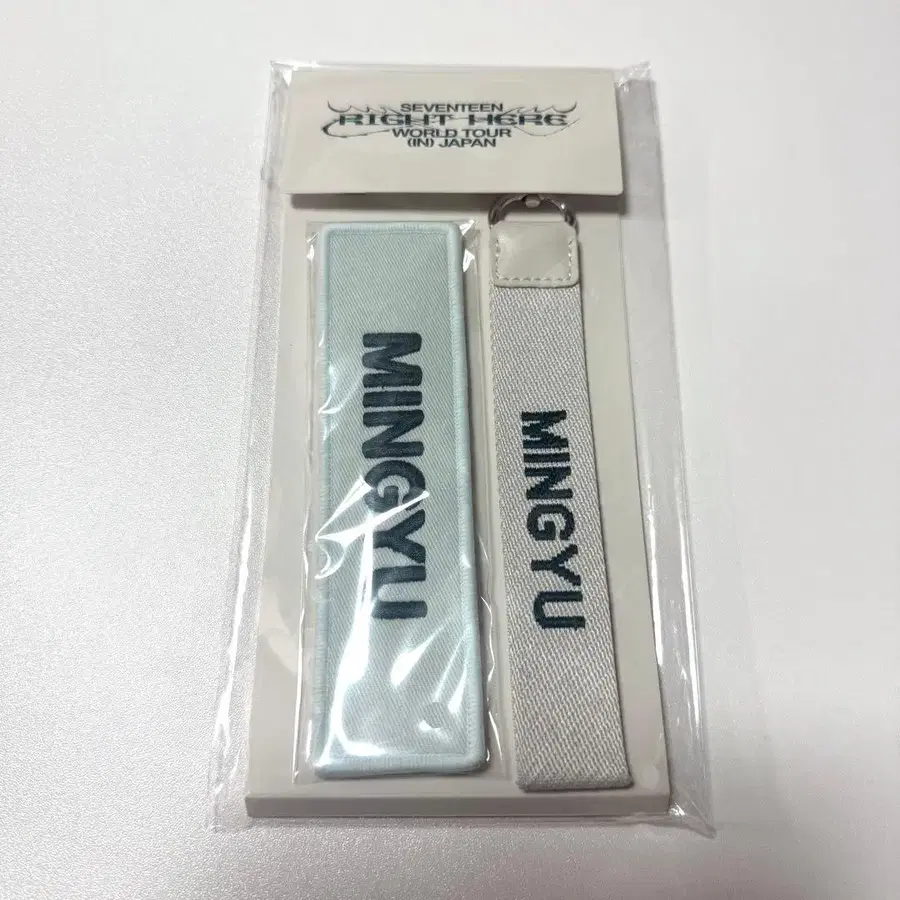 SEVENTEEN
RIGHT HERE
WORLD TOUR
(IN) JAPAN
MINGYU
MINGYU